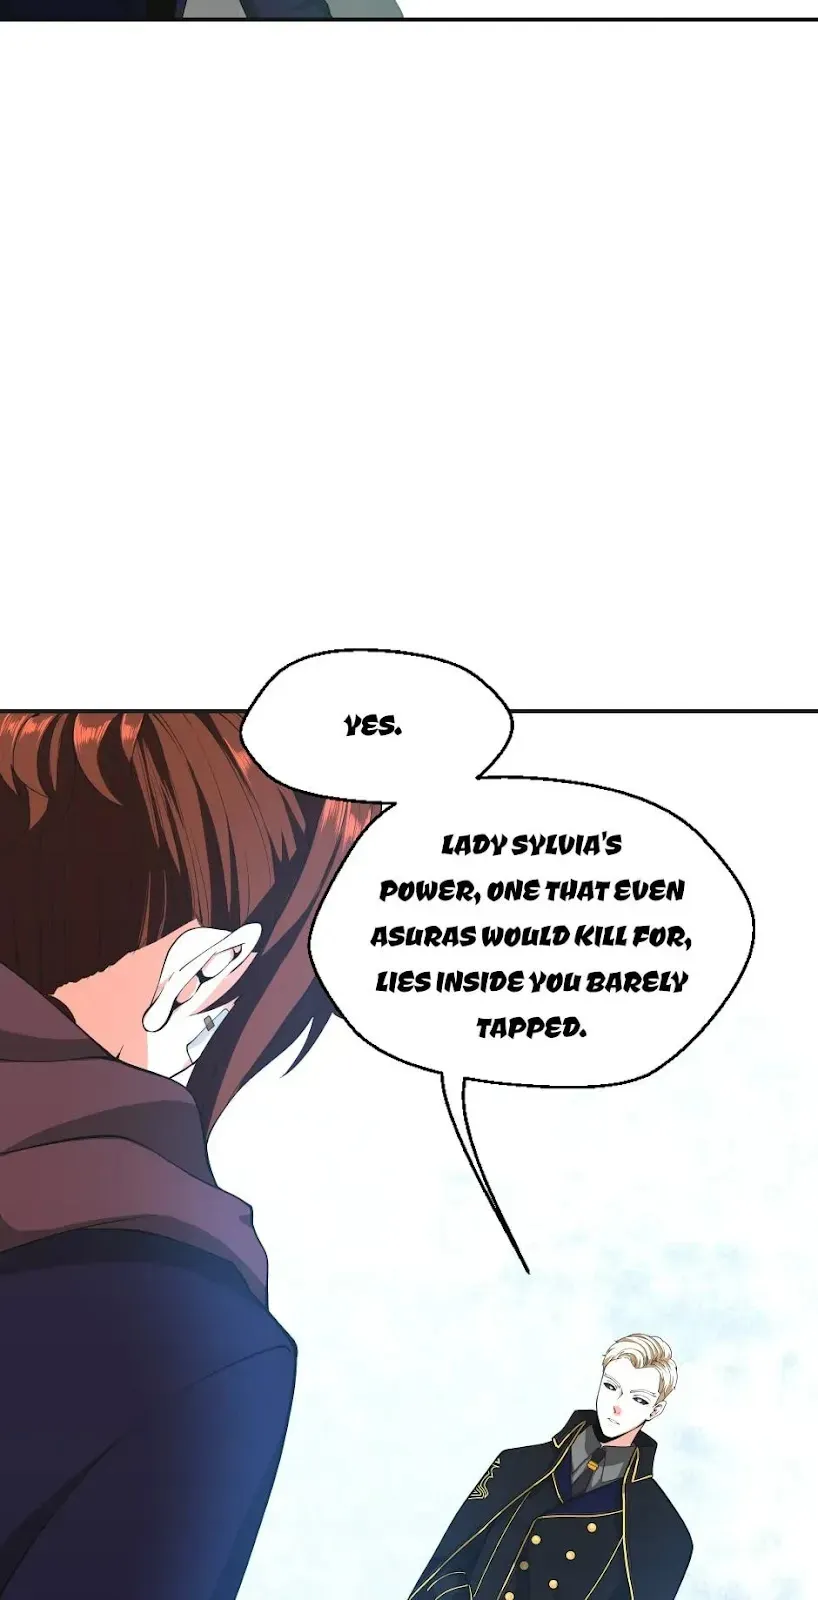 YES.
LADY SYLVIA'S
POWER, ONE THAT EVEN
ASURAS WOULD KILL FOR,
LIES INSIDE YOU BARELY
TAPPED.